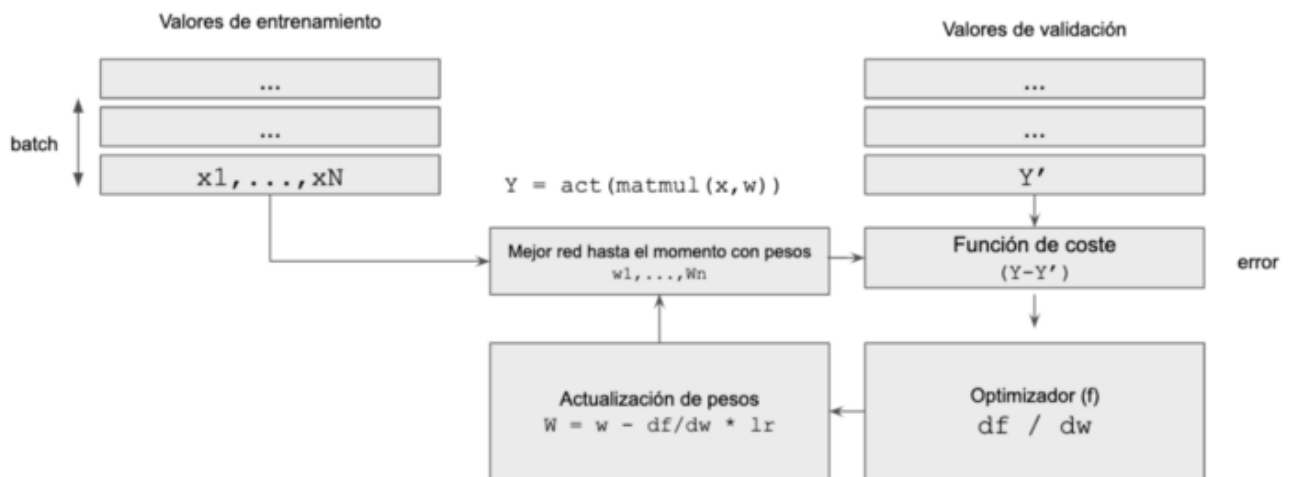 Valores de entrenamiento
Valores de validación
...
...
x1,...,xN
batch
...
...
Y’
Y = act(matmul(x,w))
Mejor red hasta el momento con pesos
w1,...,Wn
Función de coste
(Y-Y’)
error
Actualización de pesos
W = w - df/dw * lr
Optimizador (f)
df / dw